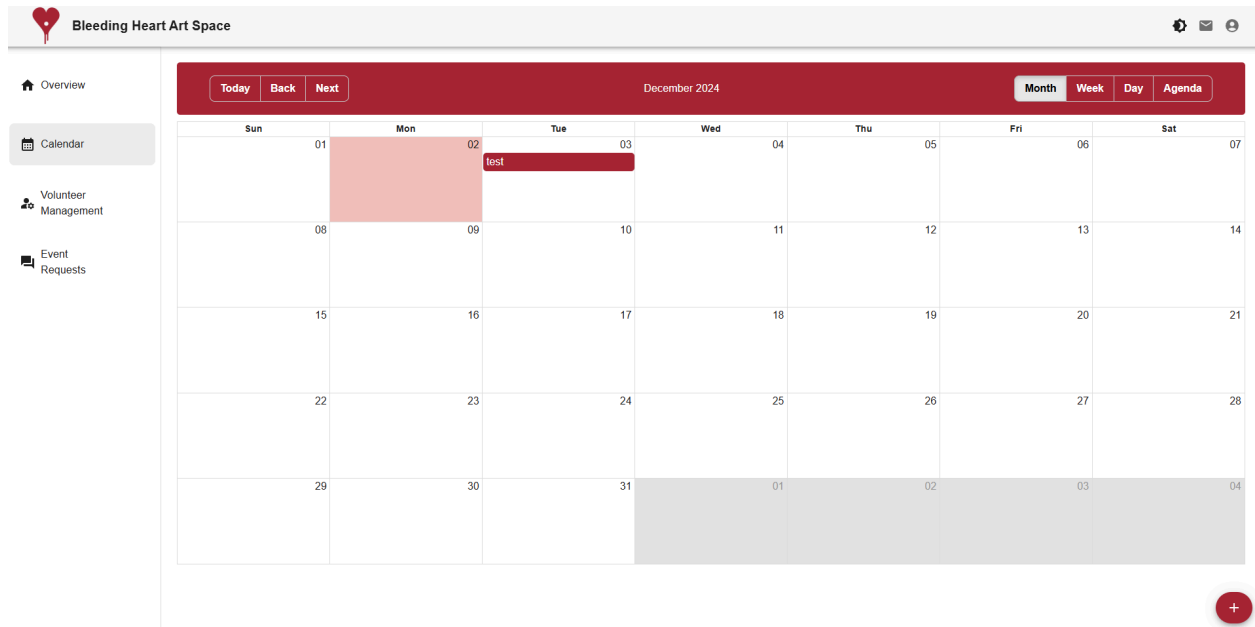 Bleeding Heart Art Space
Overview
Calendar
Volunteer
Management
Event
Requests
Today Back Next
December 2024
Month Week Day Agenda
Sun Mon Tue Wed Thu Fri Sat
01 02 03 04 05 06 07
test
08 09 10 11 12 13 14
15 16 17 18 19 20 21
22 23 24 25 26 27 28
29 30 31 01 02 03 04
+